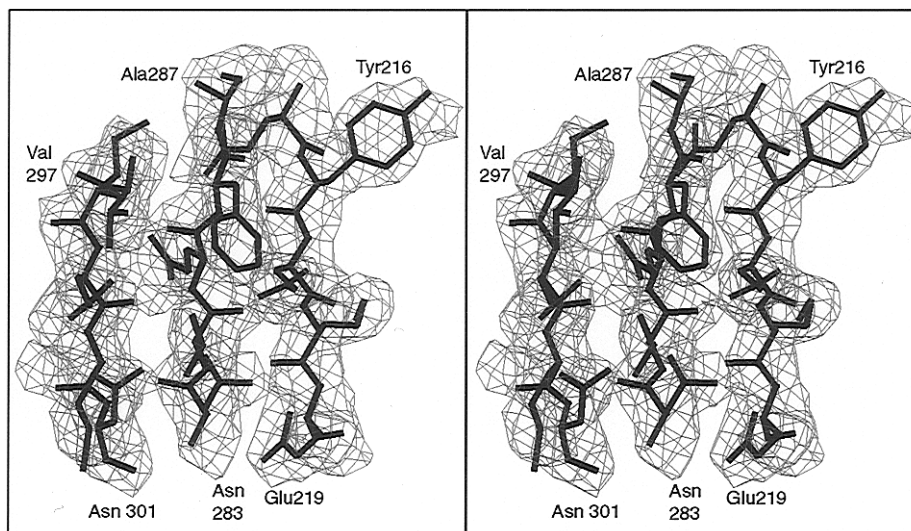 Ala287
Tyr216
Val
297
Asn 301
Asn
283
Glu219
Ala287
Tyr216
Val
297
Asn 301
Asn
283
Glu219